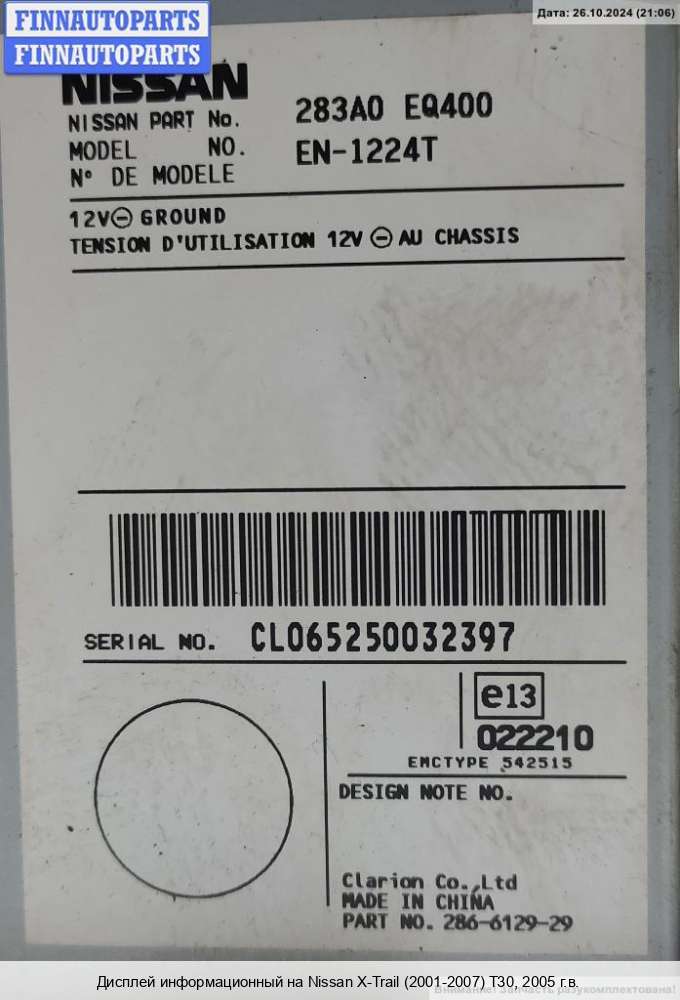 FINNAUTOPARTS
FINNAUTOPARTS
Дата: 26.10.2024 (21:06)
NISSAN
NISSAN PART No. 283A0 EQ400
MODEL NO. EN-1224T
N° DE MODELE
12V⊖ GROUND
TENSION D'UTILISATION 12V ⊖ AU CHASSIS
SERIAL NO. CL065250032397
e13
022210
EMCTYPE 542515
DESIGN NOTE NO.
Clarion Co.,Ltd
MADE IN CHINA
PART NO. 286-6129-29
Дисплей информационный на Nissan X-Trail (2001-2007) T30, 2005 г.в.
Внимание! Запчасть разукомплектована!